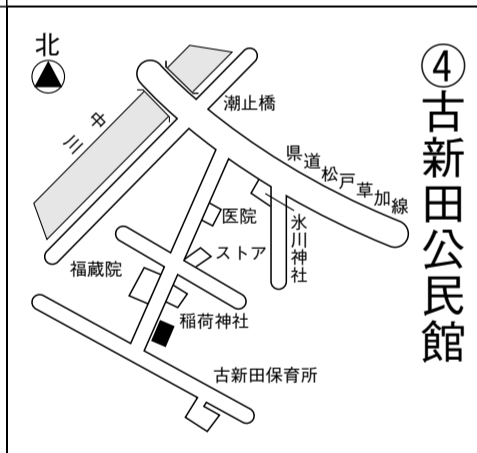 ④古新田公民館
北
潮止橋
中川
県道松戸草加線
医院
氷川神社
ストア
福蔵院
稲荷神社
古新田保育所